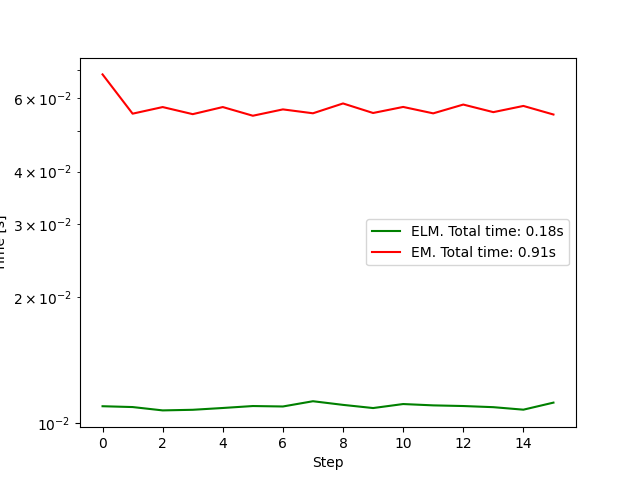 6 × 10⁻²
4 × 10⁻²
3 × 10⁻²
2 × 10⁻²
10⁻²
Time [s]
ELM. Total time: 0.18s
EM. Total time: 0.91s
0 2 4 6 8 10 12 14
Step